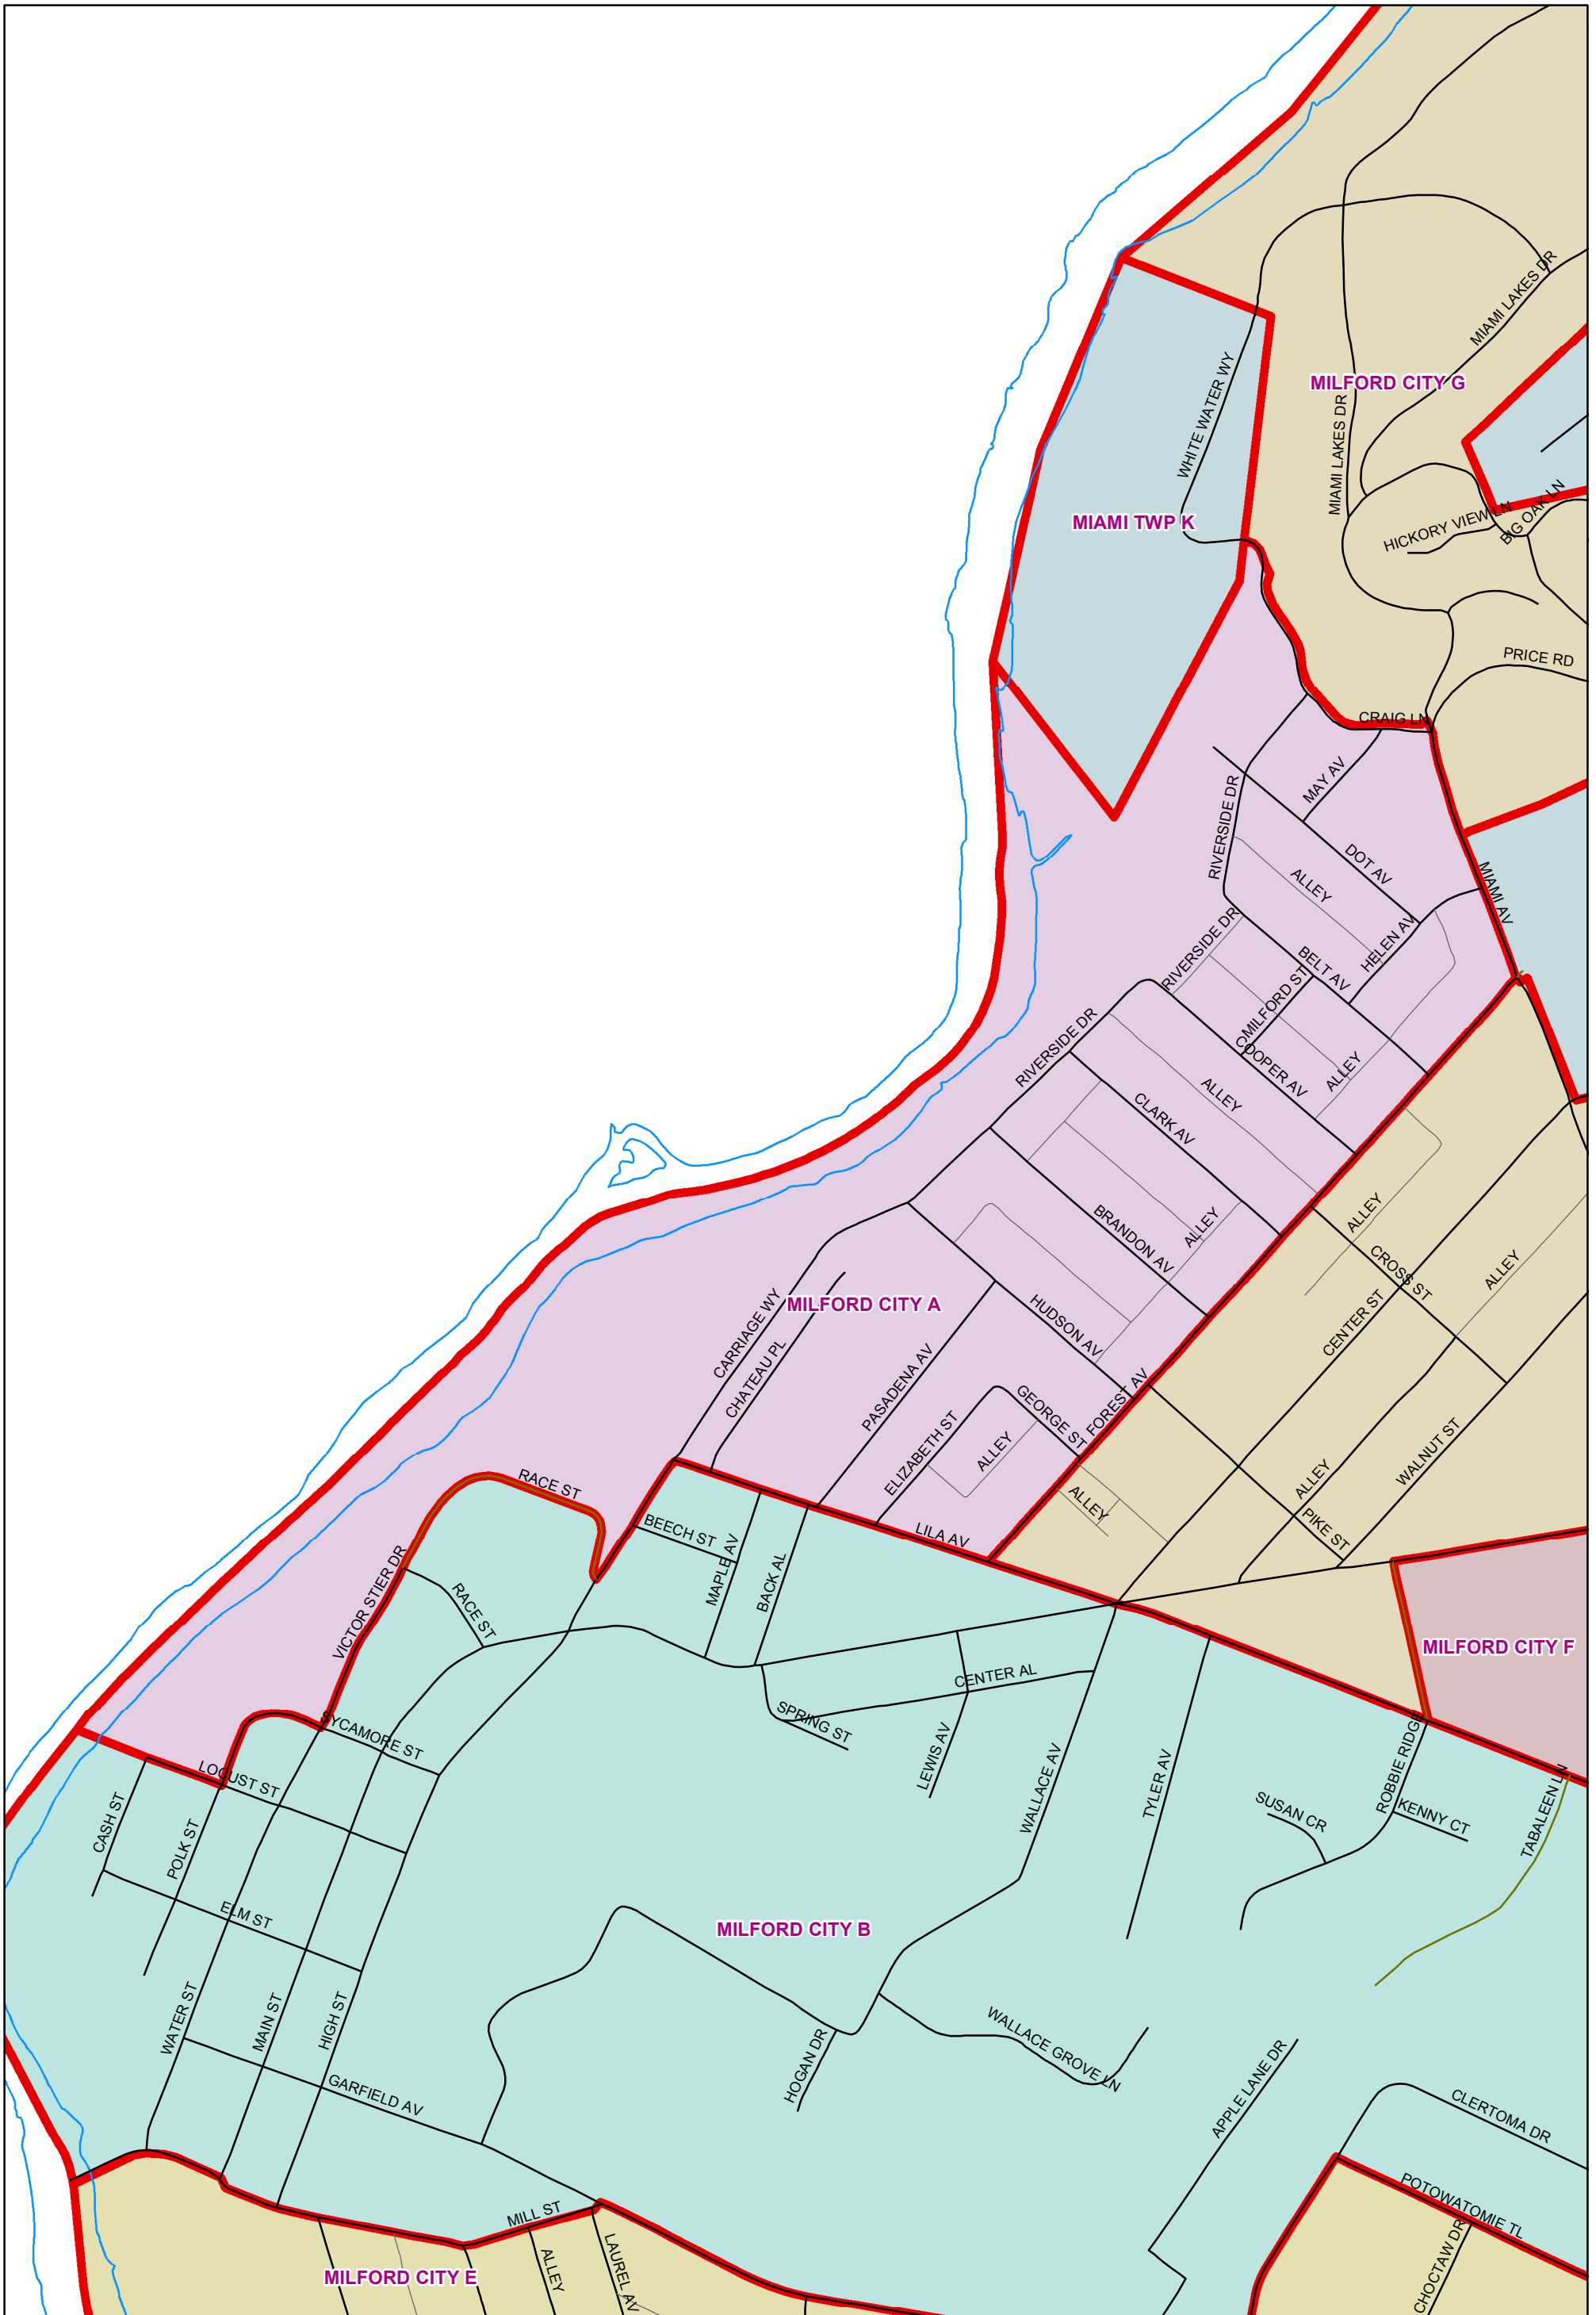 MIAMI LAKES DR
WHITE WATER WY
MILFORD CITY G
MIAMI LAKES DR
MIAMI TWP K
HICKORY VIEW LN
BIG OAK LN
PRICE RD
CRAIG LN
MAY AV
RIVERSIDE DR
DOT AV
ALLEY
MIAMI AV
HELEN AV
RIVERSIDE DR
BELT AV
MILFORD ST
RIVERSIDE DR
COOPER AV
ALLEY
ALLEY
CLARK AV
ALLEY
BRANDON AV
ALLEY
CROSS ST
ALLEY
CARRIAGE WY
MILFORD CITY A
HUDSON AV
CENTER ST
CHATEAU PL
PASADENA AV
FOREST AV
GEORGE ST
ELIZABETH ST
ALLEY
WALNUT ST
RACE ST
ALLEY
ALLEY
BEECH ST
LILA AV
PIKE ST
MAPLE AV
BACK AL
VICTOR STIER DR
RACE ST
MILFORD CITY F
CENTER AL
SYCAMORE ST
SPRING ST
LEWIS AV
LOCUST ST
WALLACE AV
TYLER AV
ROBBIE RIDGE
CASH ST
SUSAN CR
KENNY CT
TABALEEN LN
POLK ST
ELM ST
MILFORD CITY B
WATER ST
MAIN ST
HIGH ST
WALLACE GROVE LN
HOGAN DR
GARFIELD AV
APPLE LANE DR
CLERTOMA DR
POTOWATOMIE TL
MILL ST
CHOCTAW DR
MILFORD CITY E
ALLEY
LAUREL AV